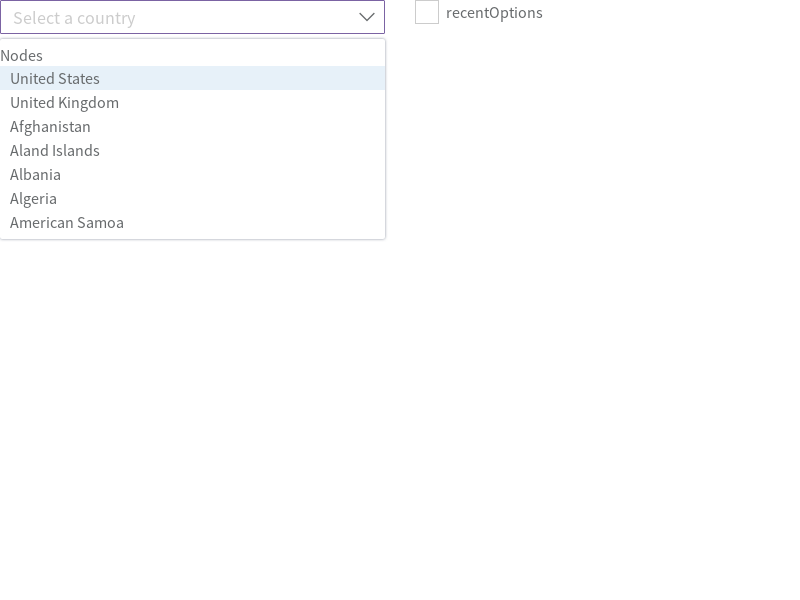 Select a country
recentOptions
Nodes
United States
United Kingdom
Afghanistan
Aland Islands
Albania
Algeria
American Samoa